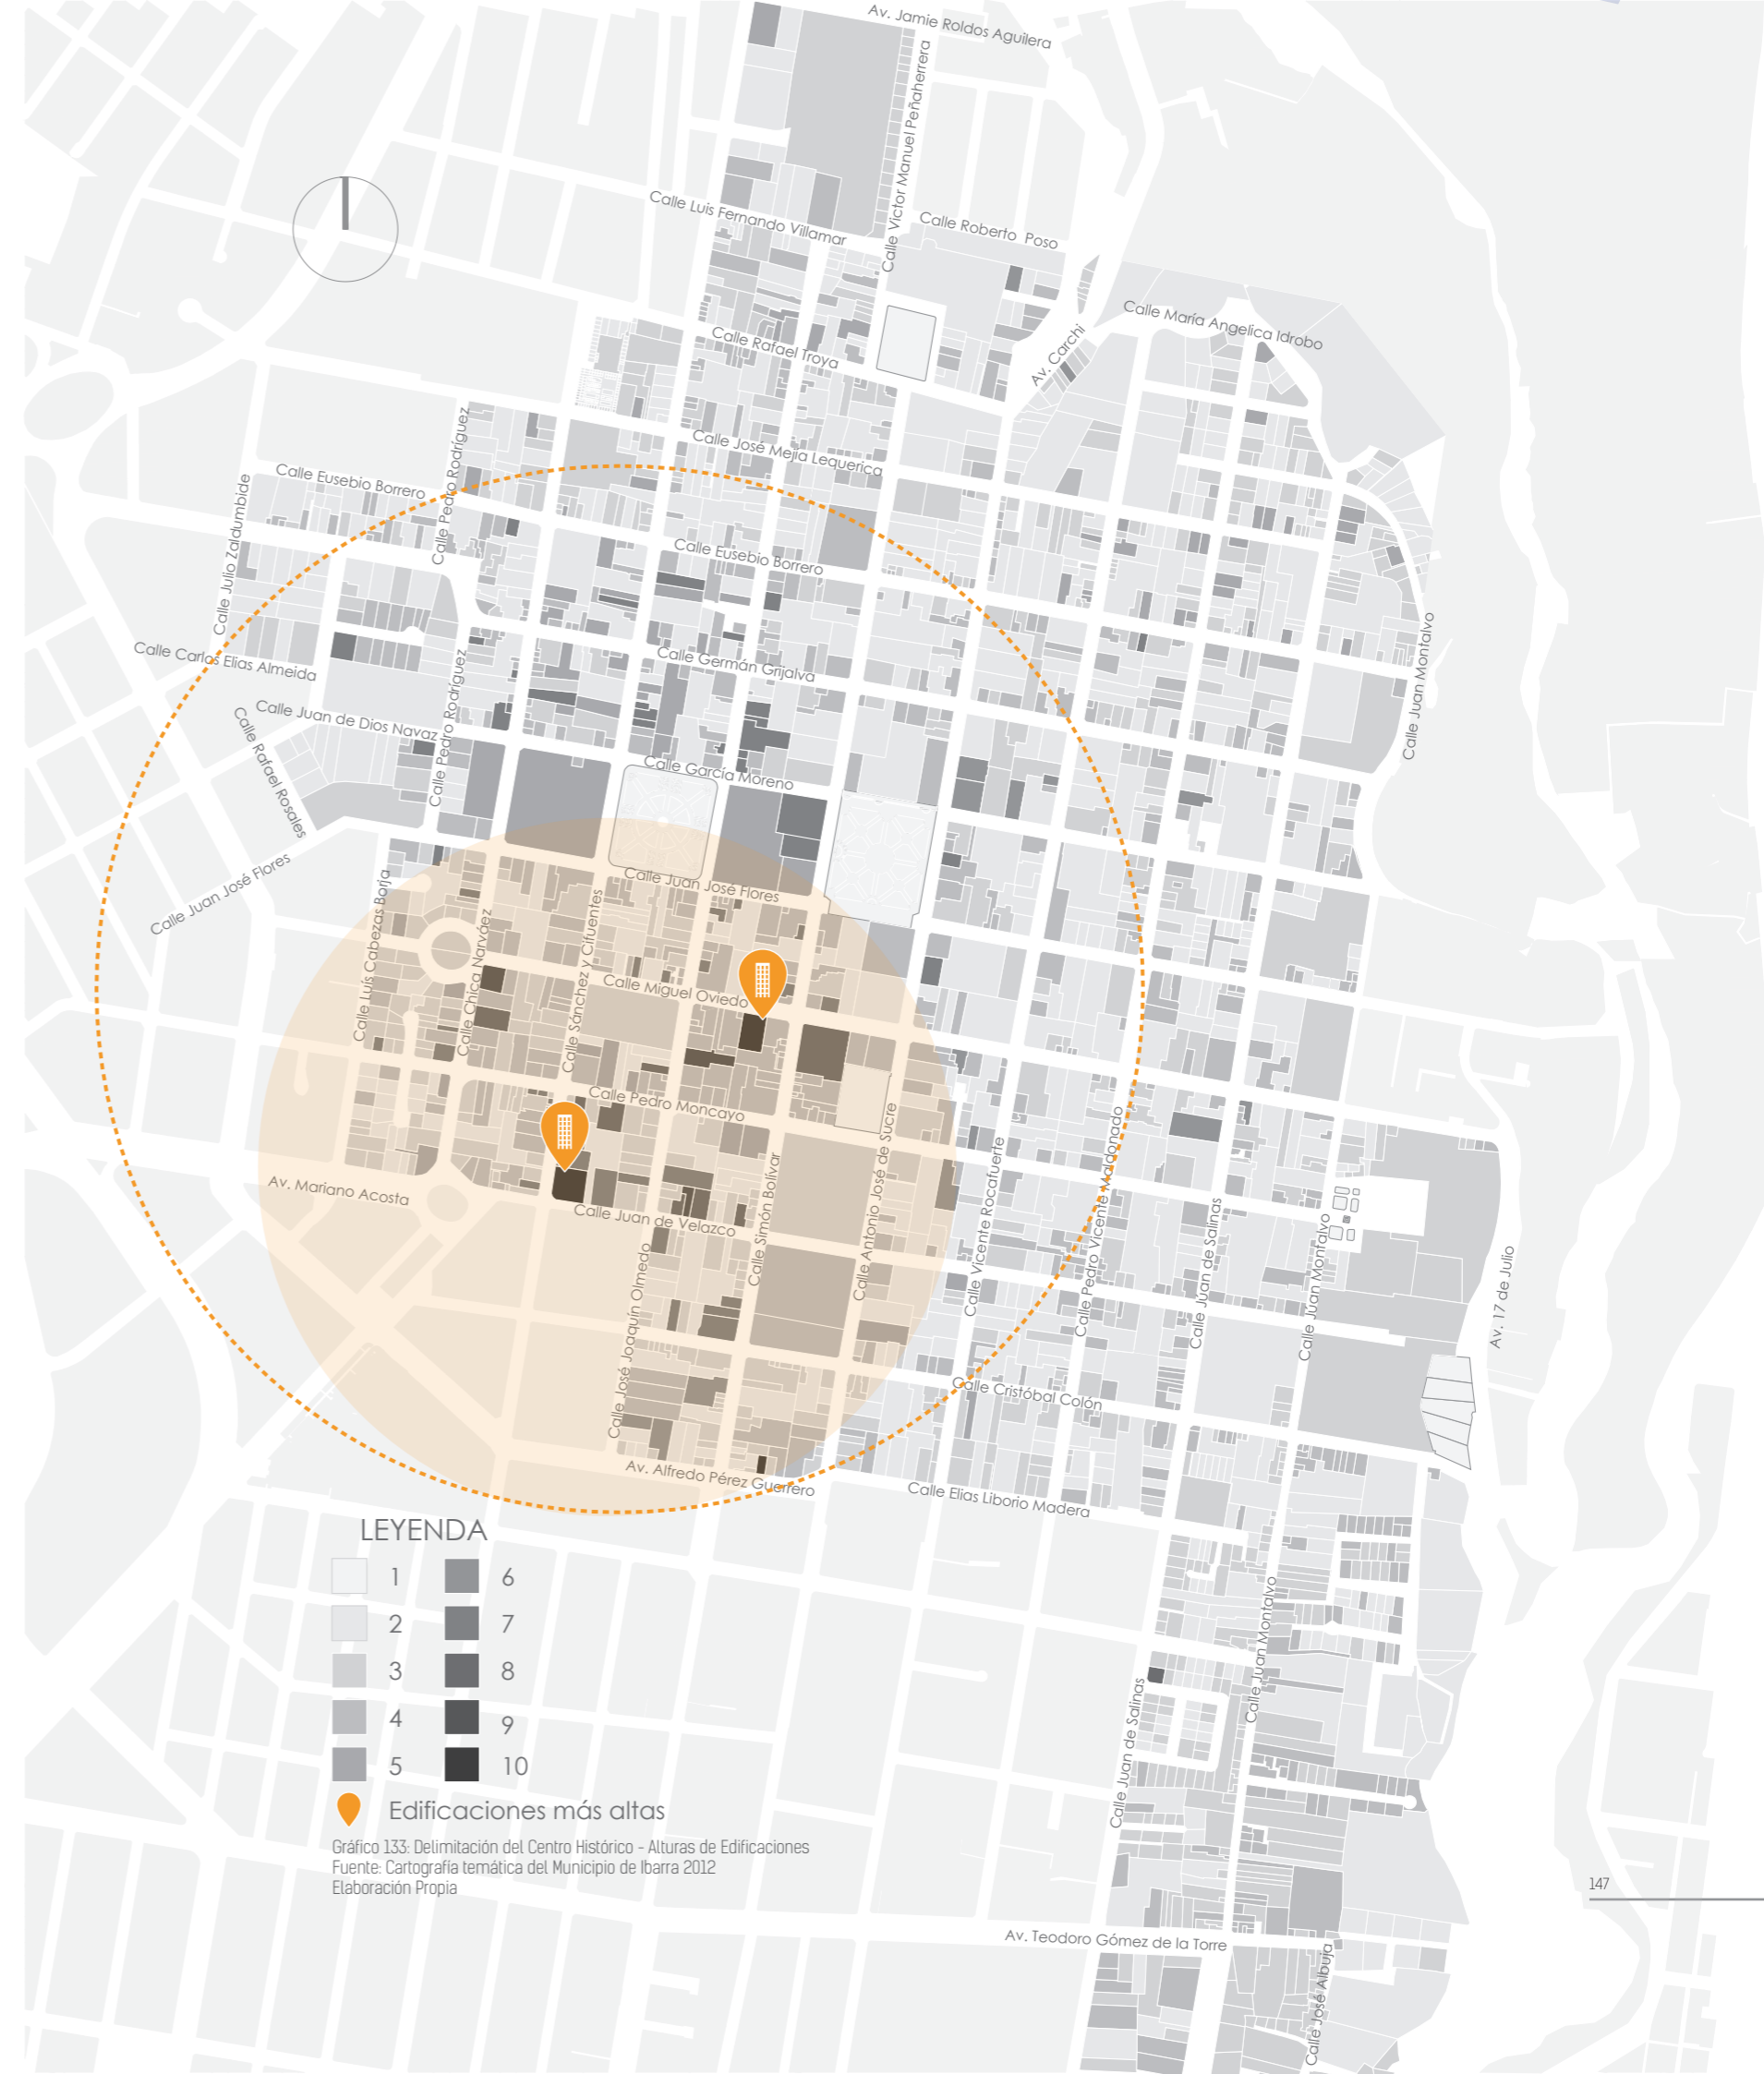 Av. Jamie Roldos Aguilera
Calle Victor Manuel Peñaherrera
Calle Luis Fernando Villamar
Calle Roberto Poso
Calle María Angelica Idrobo
Av. Carchi
Calle Rafael Troya
Calle José Mejia Lequerica
Calle Pedro Rodríguez
Calle Eusebio Borrero
Calle Julio Zaldumbide
Calle Eusebio Borrero
Calle Carlos Elias Almeida
Calle Germán Grijalva
Calle Juan Montalvo
Calle Pedro Rodríguez
Calle Juan de Dios Navaz
Calle Rafael Rosales
Calle García Moreno
Calle Juan José Flores
Calle Juan José Flores
Calle Luis Cabezas Borja
Calle Chica Narváez
Calle Sánchez y Cifuentes
Calle Miguel Oviedo
Calle Pedro Moncayo
Av. Mariano Acosta
Calle Juan de Velazco
Calle Simón Bolívar
Calle Antonio José de Sucre
Calle Vicente Rocafuerte
Calle Pedro Vicente Maldonado
Calle Juan de Salinas
Calle Juan Montalvo
Av. 17 de Julio
Calle José Joaquín Olmedo
Calle Cristóbal Colón
Av. Alfredo Pérez Guerrero
Calle Elias Liborio Madera
Calle Juan Montalvo
Calle Juan de Salinas
LEYENDA
1 6
2 7
3 8
4 9
5 10
Edificaciones más altas
Gráfico 133: Delimitación del Centro Histórico - Alturas de Edificaciones
Fuente: Cartografía temática del Municipio de Ibarra 2012
Elaboración Propia
147
Av. Teodoro Gómez de la Torre
Calle José Albuja